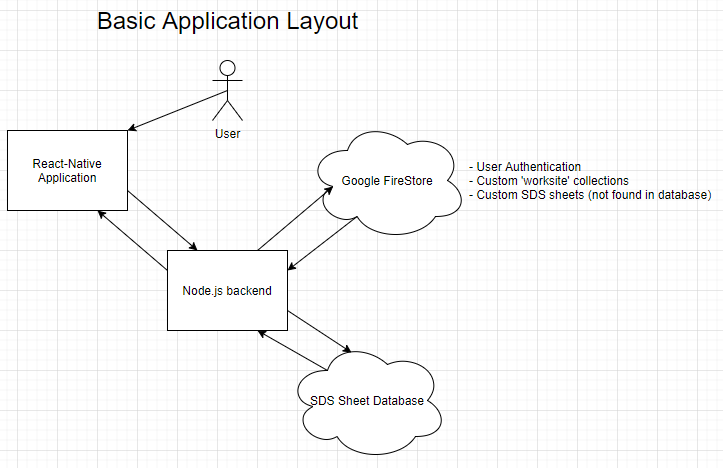 Basic Application Layout
User
React-Native
Application
Google FireStore
- User Authentication
- Custom 'worksite' collections
- Custom SDS sheets (not found in database)
Node.js backend
SDS Sheet Database